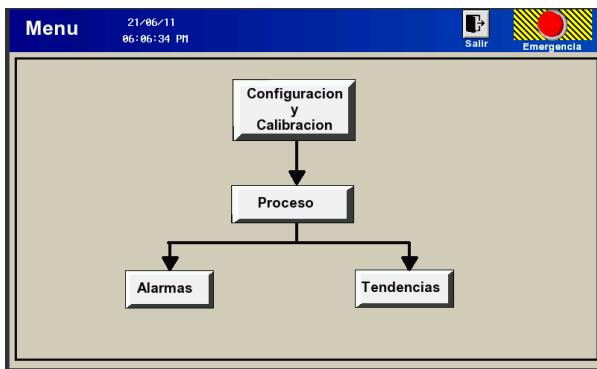 Menu
21/06/11
06:06:34 PM
Salir
Emergencia
Configuracion
y
Calibracion
Proceso
Alarmas
Tendencias